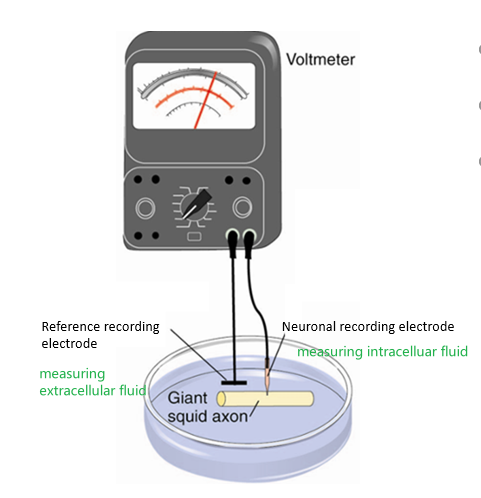 Voltmeter
Reference recording
electrode
Neuronal recording electrode
measuring intracelluar fluid
measuring
extracellular fluid
Giant
squid axon